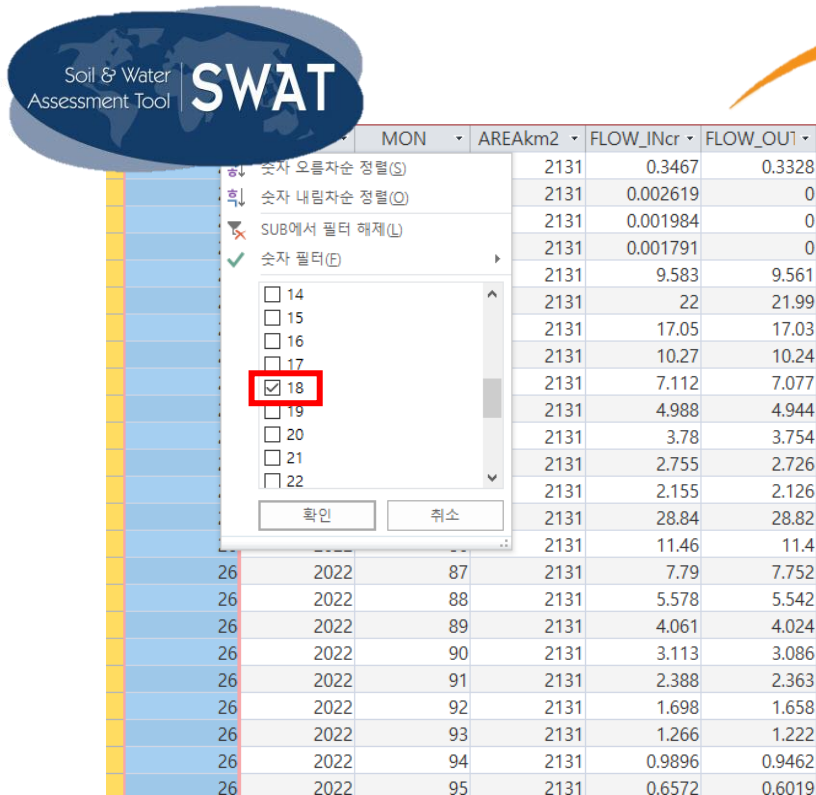 Soil & Water
Assessment Tool
SWAT
MON AREAkm2 FLOW_INcr FLOW_OUT
숫자 오름차순 정렬(S) 2131 0.3467 0.3328
숫자 내림차순 정렬(O) 2131 0.002619 0
2131 0.001984 0
SUB에서 필터 해제(L)
2131 0.001791 0
숫자 필터(F)
2131 9.583 9.561
14
2131 22 21.99
15
2131 17.05 17.03
16
2131 10.27 10.24
17
2131 7.112 7.077
18
2131 4.988 4.944
19
2131 3.78 3.754
20
21
2131 2.755 2.726
22
2131 2.155 2.126
확인 취소 2131 28.84 28.82
2131 11.46 11.4
26 2022 87 2131 7.79 7.752
26 2022 88 2131 5.578 5.542
26 2022 89 2131 4.061 4.024
26 2022 90 2131 3.113 3.086
26 2022 91 2131 2.388 2.363
26 2022 92 2131 1.698 1.658
26 2022 93 2131 1.266 1.222
26 2022 94 2131 0.9896 0.9462
26 2022 95 2131 0.6572 0.6019